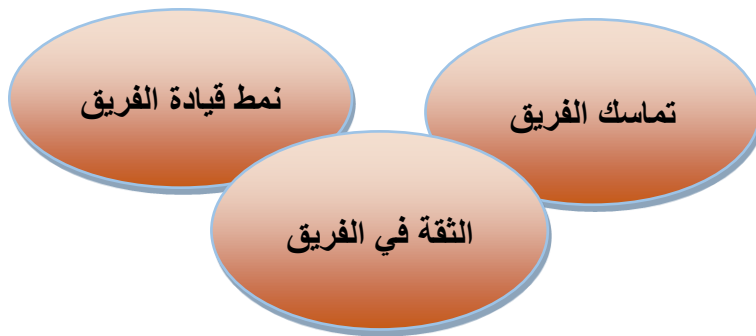 تماسك الفريق
نمط قيادة الفريق
الثقة في الفريق